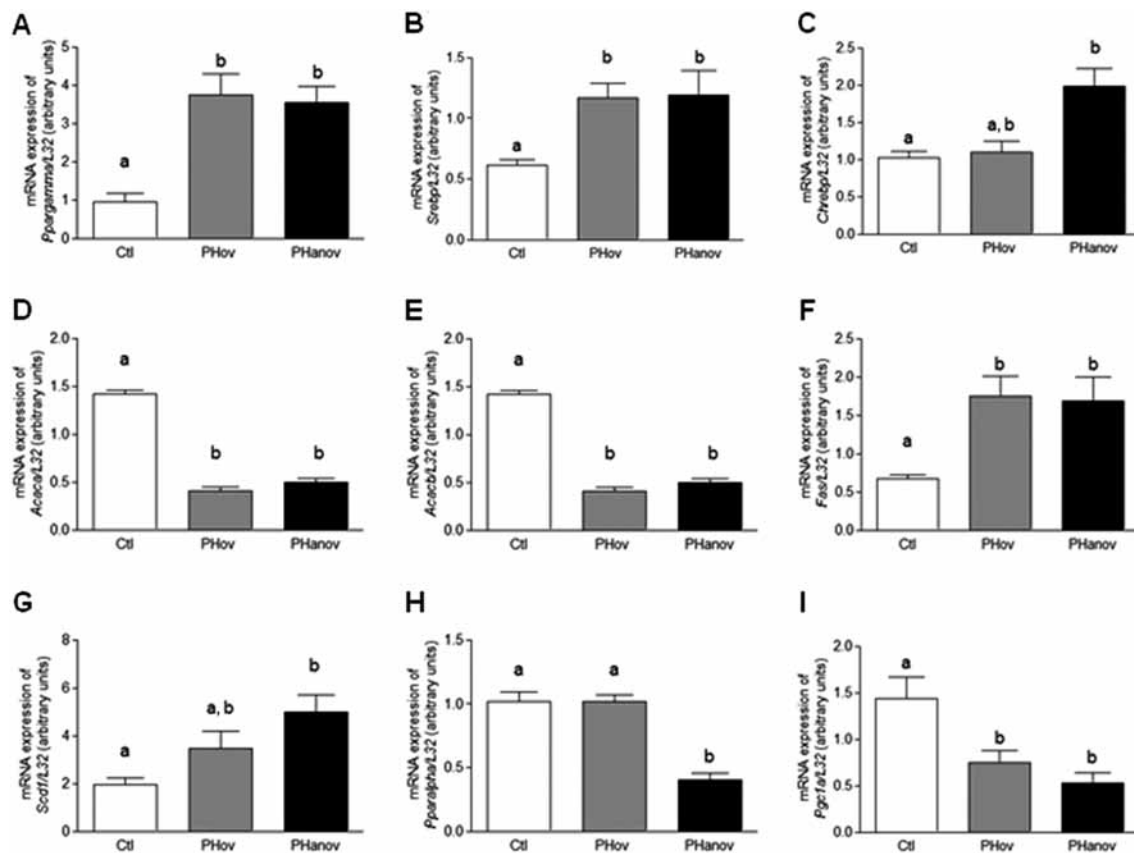 A
mRNA expression of
Ppargamma/L32 (arbitrary units)
5
4
3
2
1
0
a
b
b
Ctl
PHov
PHanov
B
mRNA expression of
Srebp/L32 (arbitrary units)
1.5
1.0
0.5
0.0
a
b
b
Ctl
PHov
PHanov
C
mRNA expression of
Chrebp/L32 (arbitrary units)
2.5
2.0
1.5
1.0
0.5
0.0
a
a, b
b
Ctl
PHov
PHanov
D
mRNA expression of
Acaca/L32 (arbitrary units)
2.0
1.5
1.0
0.5
0.0
a
b
b
Ctl
PHov
PHanov
E
mRNA expression of
Acacb/L32 (arbitrary units)
2.0
1.5
1.0
0.5
0.0
a
b
b
Ctl
PHov
PHanov
F
mRNA expression of
Fas/L32 (arbitrary units)
2.5
2.0
1.5
1.0
0.5
0.0
a
b
b
Ctl
PHov
PHanov
G
mRNA expression of
Scd1/L32 (arbitrary units)
8
6
4
2
0
a
a, b
b
Ctl
PHov
PHanov
H
mRNA expression of
Pparalpha/L32 (arbitrary units)
1.5
1.0
0.5
0.0
a
a
b
Ctl
PHov
PHanov
I
mRNA expression of
Pgc1a/L32 (arbitrary units)
2.0
1.5
1.0
0.5
0.0
a
b
b
Ctl
PHov
PHanov